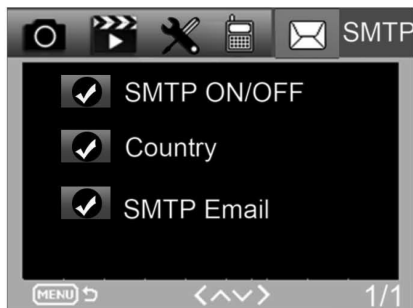 SMTP
SMTP ON/OFF
Country
SMTP Email
MENU 1/1